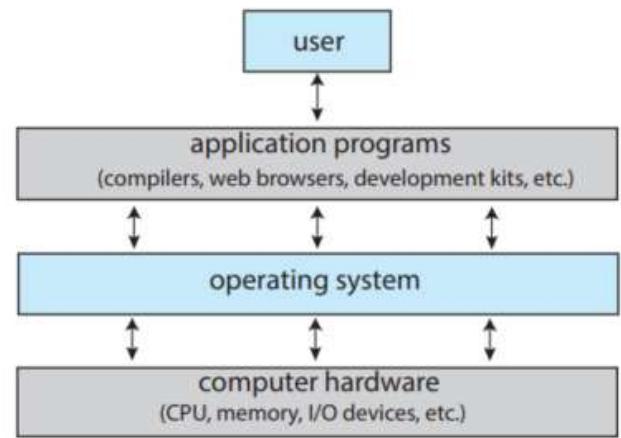 user
application programs
(compilers, web browsers, development kits, etc.)
operating system
computer hardware
(CPU, memory, I/O devices, etc.)